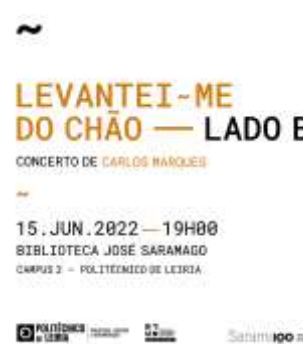 ~
LEVANTEI~ME
DO CHÃO — LADO B
CONCERTO DE CARLOS MARQUES
~
15.JUN.2022—19H00
BIBLIOTECA JOSÉ SARAMAGO
CAMPUS 2 – POLITÉCNICO DE LEIRIA
POLITÉCNICO
DE LEIRIA